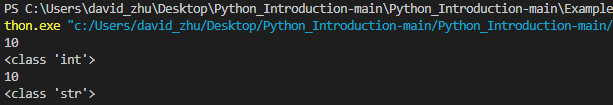 PS C:\Users\david_zhu\Desktop\Python_Introduction-main\Python_Introduction-main\Example
thon.exe "c:/Users/david_zhu/Desktop/Python_Introduction-main/Python_Introduction-main/
10
<class 'int'>
10
<class 'str'>